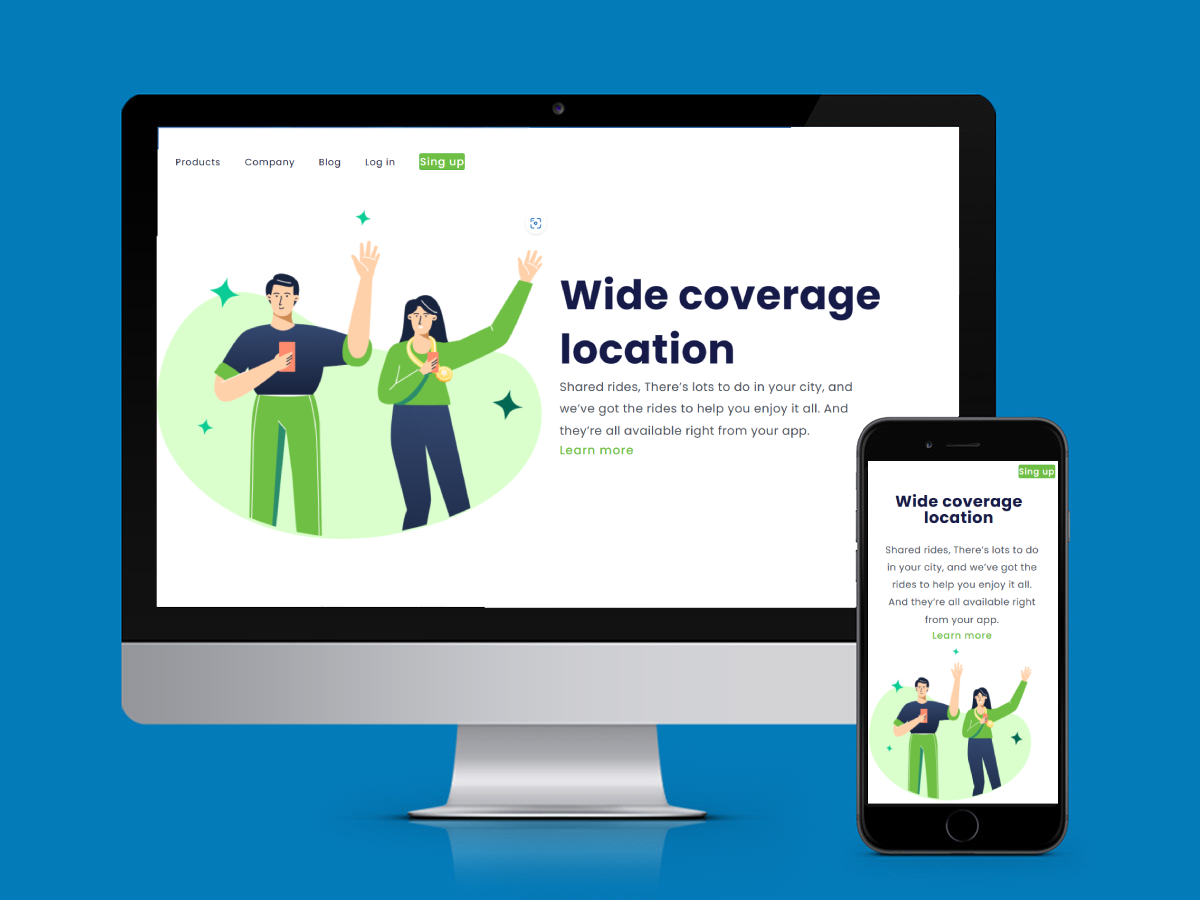 Products Company Blog Log in Sing up
Wide coverage
location
Shared rides, There's lots to do in your city, and
we've got the rides to help you enjoy it all. And
they're all available right from your app.
Learn more
Sing up
Wide coverage
location
Shared rides, There's lots to do
in your city, and we've got the
rides to help you enjoy it all.
And they're all available right
from your app.
Learn more